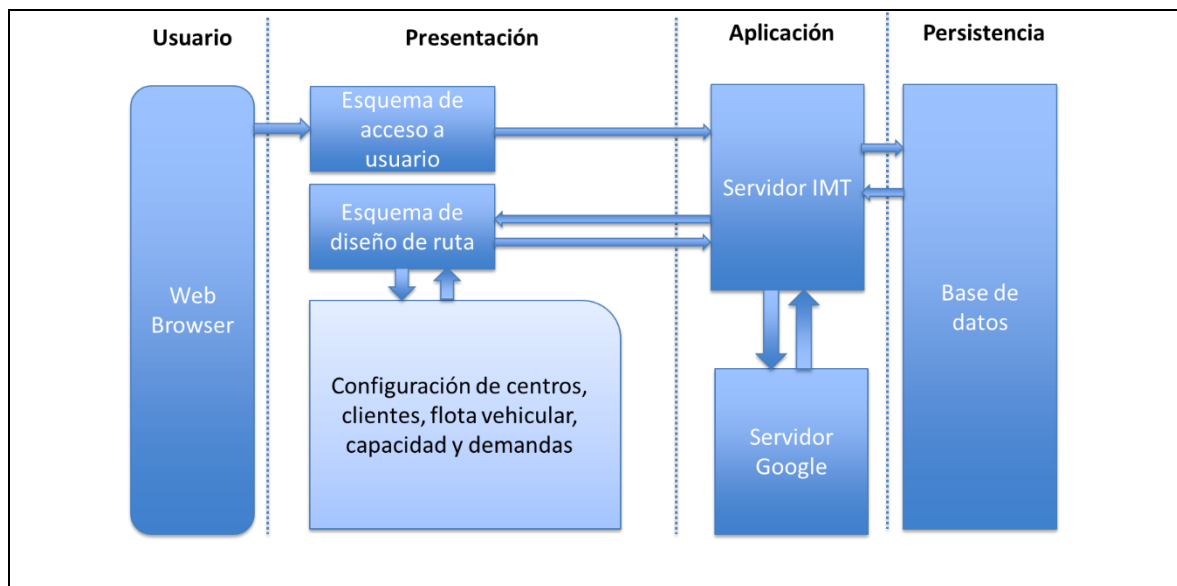 Usuario
Presentación
Aplicación
Persistencia
Esquema de
acceso a
usuario
Esquema de
diseño de ruta
Servidor IMT
Web
Browser
Base de
datos
Configuración de centros,
clientes, flota vehicular,
capacidad y demandas
Servidor
Google